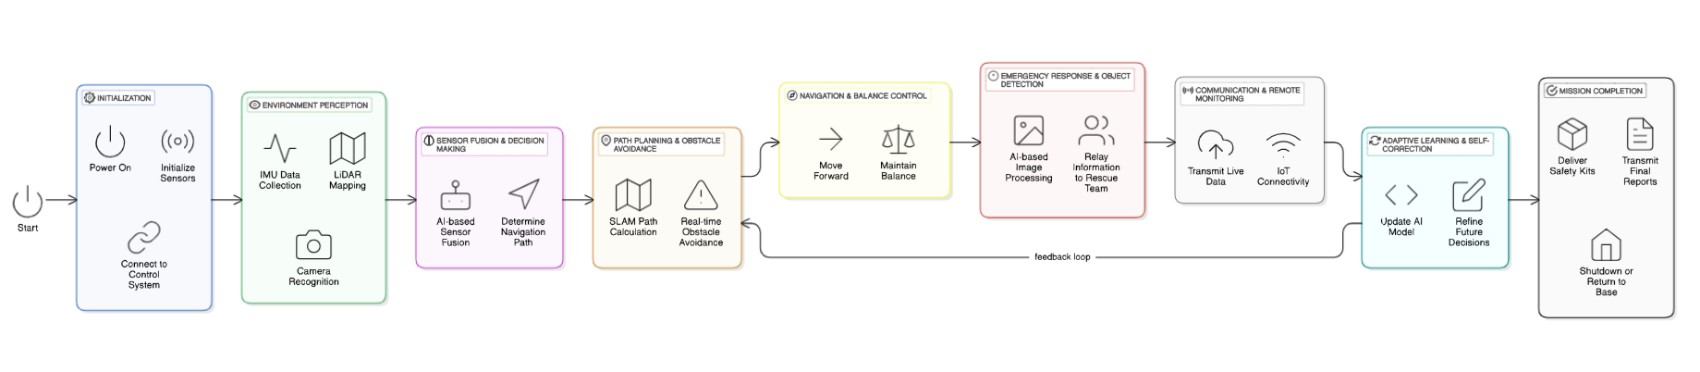 Start
INITIALIZATION
Power On
Initialize
Sensors
Connect to
Control
System
ENVIRONMENT PERCEPTION
IMU Data
Collection
LiDAR
Mapping
Camera
Recognition
SENSOR FUSION & DECISION
MAKING
AI-based
Sensor
Fusion
Determine
Navigation
Path
PATH PLANNING & OBSTACLE
AVOIDANCE
SLAM Path
Calculation
Real-time
Obstacle
Avoidance
NAVIGATION & BALANCE CONTROL
Move
Forward
Maintain
Balance
EMERGENCY RESPONSE & OBJECT
DETECTION
AI-based
Image
Processing
Relay
Information
to Rescue
Team
COMMUNICATION & REMOTE
MONITORING
Transmit Live
Data
IoT
Connectivity
ADAPTIVE LEARNING & SELF-
CORRECTION
Update AI
Model
Refine
Future
Decisions
feedback loop
MISSION COMPLETION
Deliver
Safety Kits
Transmit
Final
Reports
Shutdown or
Return to
Base